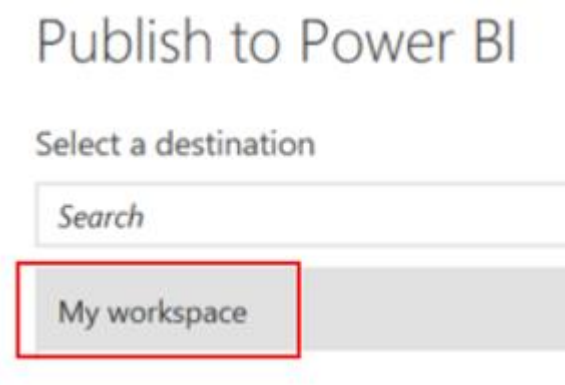 Publish to Power BI
Select a destination
Search
My workspace